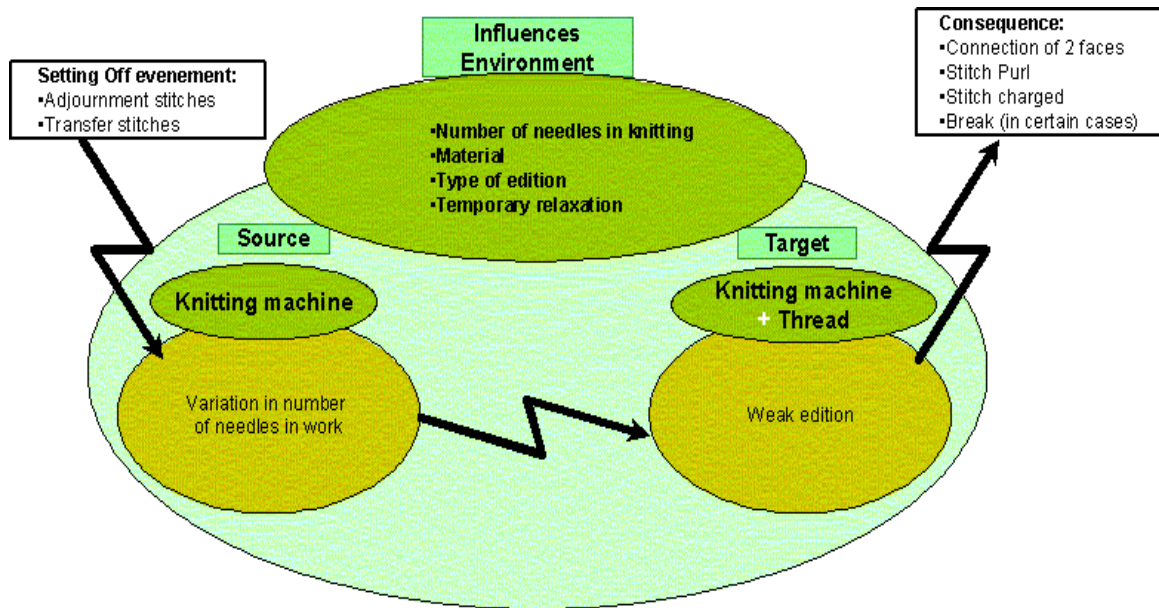 Influences
Environment
Setting Off evenement:
▪Adjournment stitches
▪Transfer stitches
Consequence:
▪Connection of 2 faces
▪Stitch Purl
▪Stitch charged
▪Break (in certain cases)
▪Number of needles in knitting
▪Material
▪Type of edition
▪Temporary relaxation
Source
Knitting machine
Variation in number
of needles in work
Target
Knitting machine
+ Thread
Weak edition